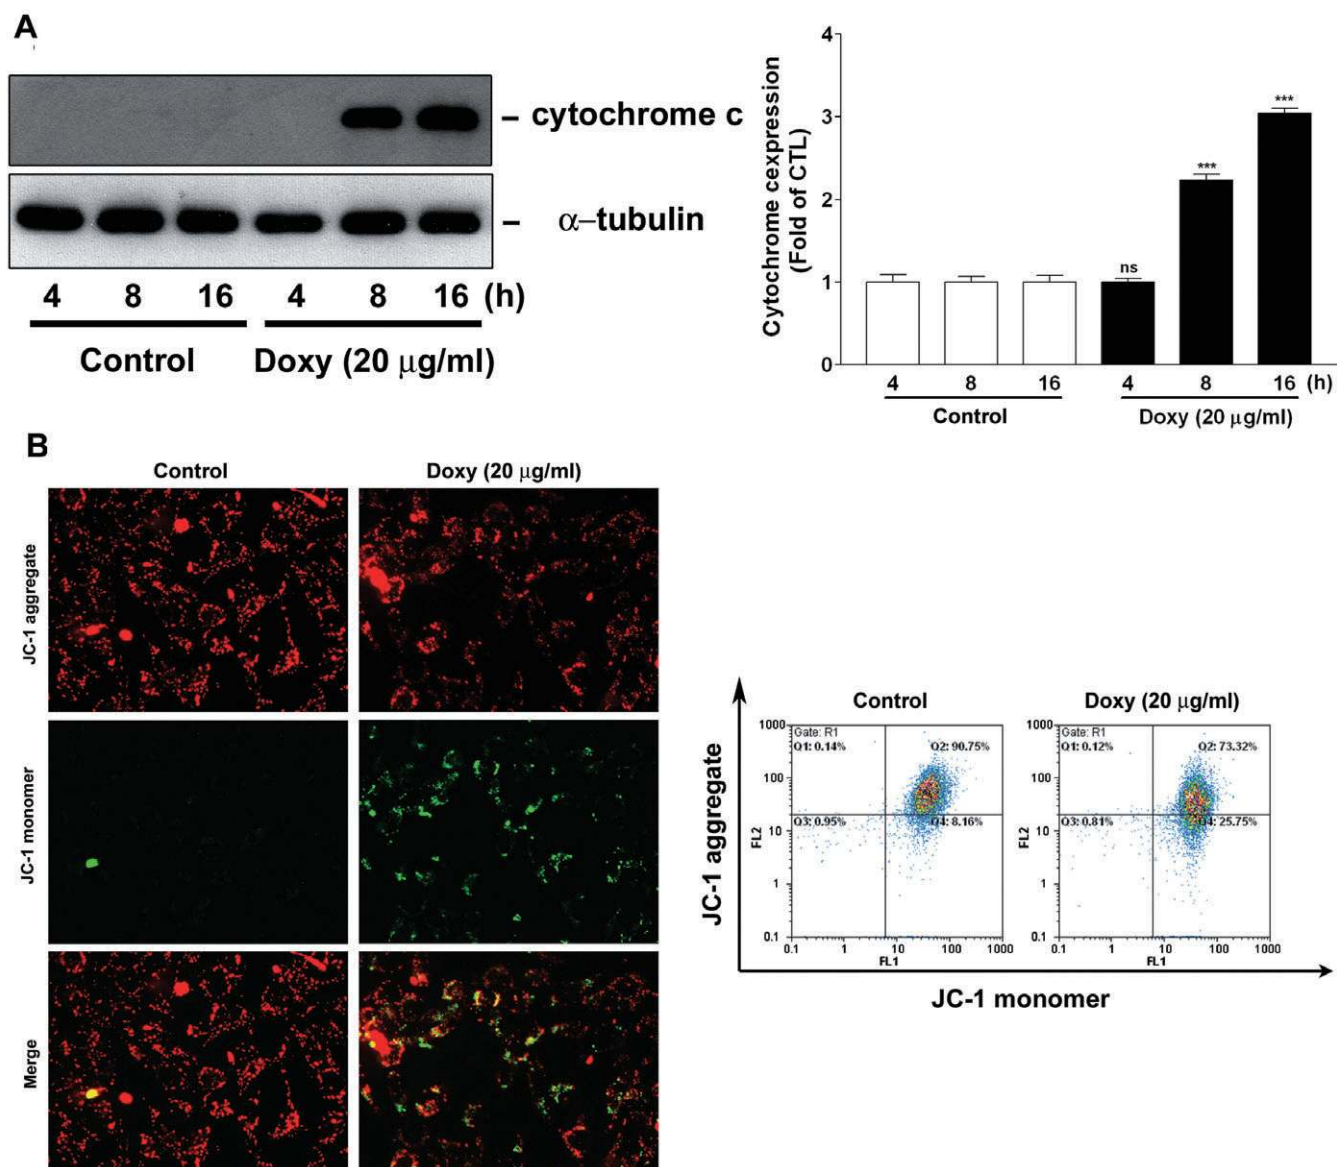 A
cytochrome c
α–tubulin
4 8 16 4 8 16 (h)
Control Doxy (20 μg/ml)
Cytochrome cexpression
(Fold of CTL)
4
3
2
1
0
ns
***
***
4 8 16 4 8 16 (h)
Control Doxy (20 μg/ml)
B
Control Doxy (20 μg/ml)
JC-1 aggregate
JC-1 monomer
Merge
JC-1 aggregate
Control
Gate: R1
Q1: 0.14% Q2: 90.75%
Q3: 0.95% Q4: 8.16%
FL2
1000
100
10
1
0.1
0.1 1 10 100 1000
FL1
Doxy (20 μg/ml)
Gate: R1
Q1: 0.12% Q2: 73.32%
Q3: 0.81% Q4: 25.75%
FL2
1000
100
10
1
0.1
0.1 1 10 100 1000
FL1
JC-1 monomer